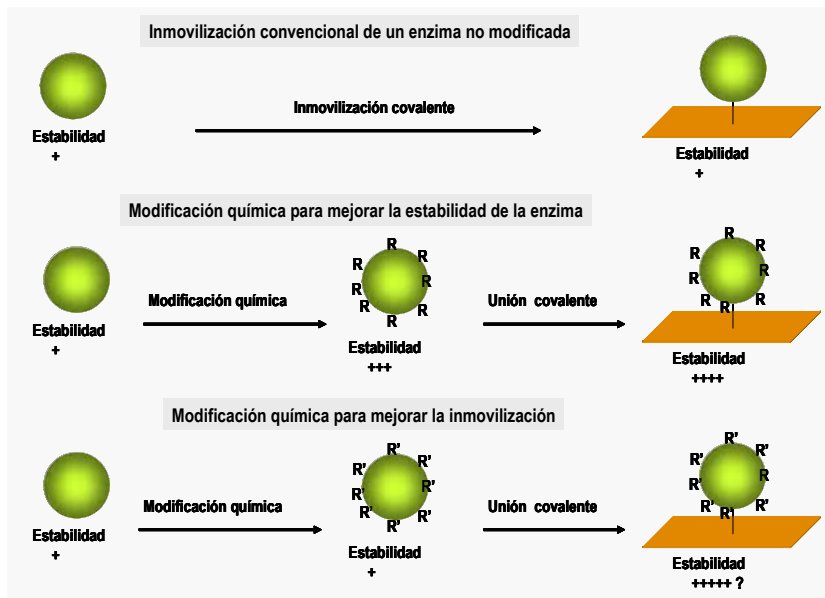 Inmovilización convencional de un enzima no modificada
Inmovilización covalente
Estabilidad
+
Estabilidad
+
Modificación química para mejorar la estabilidad de la enzima
R
R R
R R
R R
R
R
R R
R R
R R R
Modificación química
Unión covalente
Estabilidad
+
Estabilidad
+++
Estabilidad
++++
Modificación química para mejorar la inmovilización
R'
R' R'
R' R'
R' R'
R'
R'
R' R'
R' R
R' R' R'
Modificación química
Unión covalente
Estabilidad
+
Estabilidad
+
Estabilidad
+++++ ?